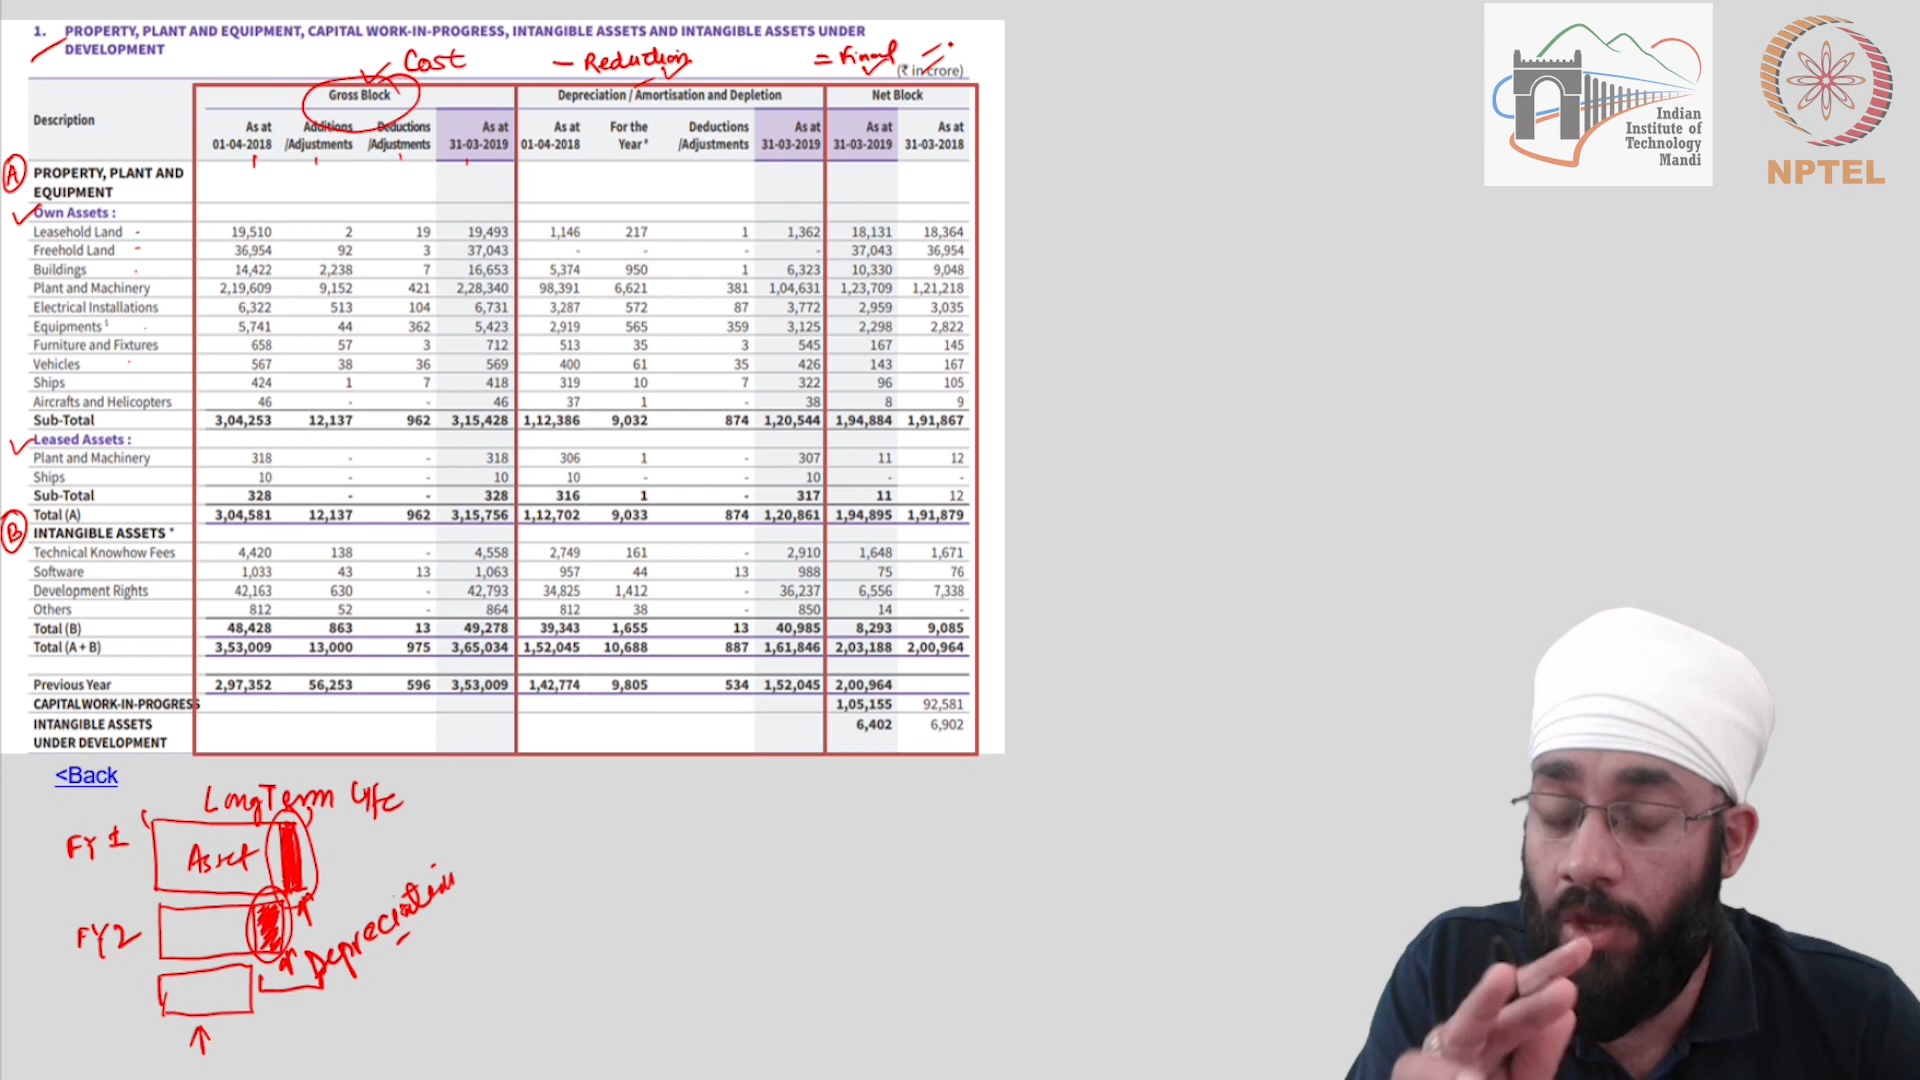 1. PROPERTY, PLANT AND EQUIPMENT, CAPITAL WORK-IN-PROGRESS, INTANGIBLE ASSETS AND INTANGIBLE ASSETS UNDER
DEVELOPMENT
Cost - Reduction = Final
(₹ in crore)
Description Gross Block Depreciation / Amortisation and Depletion Net Block
As at 01-04-2018 Additions /Adjustments Deductions /Adjustments As at 31-03-2019 As at 01-04-2018 For the Year # Deductions /Adjustments As at 31-03-2019 As at 31-03-2019 As at 31-03-2018
A PROPERTY, PLANT AND
EQUIPMENT
Own Assets :
Leasehold Land 19,510 2 19 19,493 1,146 217 1 1,362 18,131 18,364
Freehold Land 36,954 92 3 37,043 - - - - 37,043 36,954
Buildings 14,422 2,238 7 16,653 5,374 950 1 6,323 10,330 9,048
Plant and Machinery 2,19,609 9,152 421 2,28,340 98,391 6,621 381 1,04,631 1,23,709 1,21,218
Electrical Installations 6,322 513 104 6,731 3,287 572 87 3,772 2,959 3,035
Equipments $ 5,741 44 362 5,423 2,919 565 359 3,125 2,298 2,822
Furniture and Fixtures 658 57 3 712 513 35 3 545 167 145
Vehicles 567 38 36 569 400 61 35 426 143 167
Ships 424 1 7 418 319 10 7 322 96 105
Aircrafts and Helicopters 46 - - 46 37 1 - 38 8 9
Sub-Total 3,04,253 12,137 962 3,15,428 1,12,386 9,032 874 1,20,544 1,94,884 1,91,867
Leased Assets :
Plant and Machinery 318 - - 318 306 1 - 307 11 12
Ships 10 - - 10 10 - - 10 - -
Sub-Total 328 - - 328 316 1 - 317 11 12
Total (A) 3,04,581 12,137 962 3,15,756 1,12,702 9,033 874 1,20,861 1,94,895 1,91,879
B INTANGIBLE ASSETS *
Technical Knowhow Fees 4,420 138 - 4,558 2,749 161 - 2,910 1,648 1,671
Software 1,033 43 13 1,063 957 44 13 988 75 76
Development Rights 42,163 630 - 42,793 34,825 1,412 - 36,237 6,556 7,338
Others 812 52 - 864 812 38 - 850 14 -
Total (B) 48,428 863 13 49,278 39,343 1,655 13 40,985 8,293 9,085
Total (A + B) 3,53,009 13,000 975 3,65,034 1,52,045 10,688 887 1,61,846 2,03,188 2,00,964
Previous Year 2,97,352 56,253 596 3,53,009 1,42,774 9,805 534 1,52,045 2,00,964
CAPITALWORK-IN-PROGRESS 1,05,155 92,581
INTANGIBLE ASSETS 6,402 6,902
UNDER DEVELOPMENT
<Back
Long Term
FY 1 Asset
FY2 Depreciation
Indian
Institute of
Technology
Mandi
NPTEL